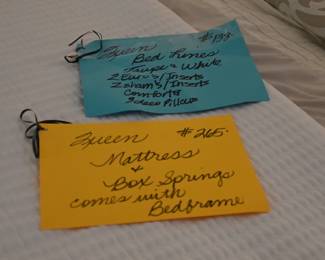 Queen $133.
Bed Linens
Taupe & White
2 Euro's/Inserts
2 Shams/Inserts
Comforter
3 deco Pillows
Queen $265.
Mattress
&
Box Springs
comes with
Bedframe